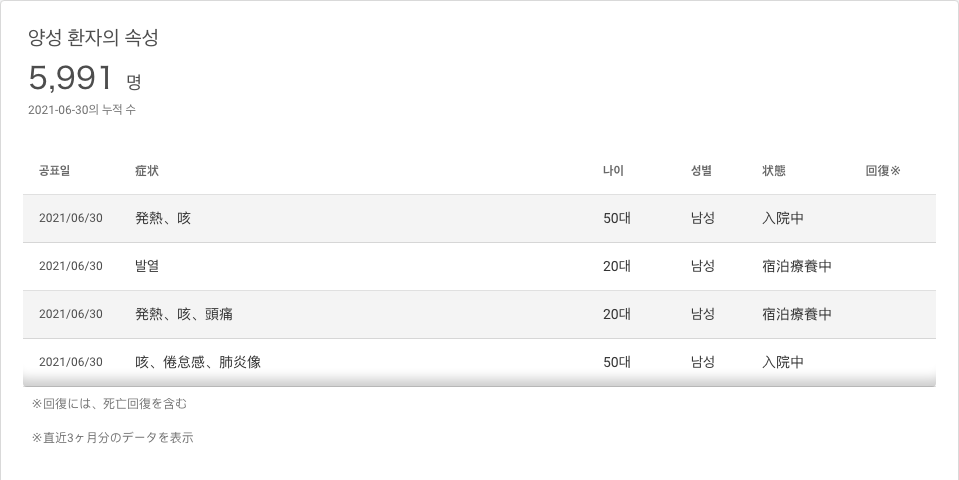 양성 환자의 속성
5,991 명
2021-06-30의 누적 수
공표일 症状 나이 성별 状態 回復※
2021/06/30 発熱、咳 50대 남성 入院中
2021/06/30 발열 20대 남성 宿泊療養中
2021/06/30 発熱、咳、頭痛 20대 남성 宿泊療養中
2021/06/30 咳、倦怠感、肺炎像 50대 남성 入院中
※回復には、死亡回復を含む
※直近3ヶ月分のデータを表示